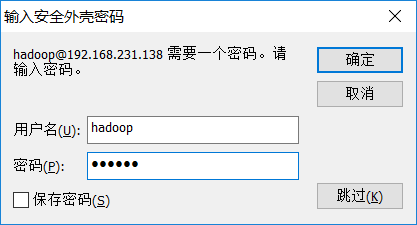 输入安全外壳密码
hadoop@192.168.231.138 需要一个密码。请
输入密码。
确定
取消
用户名(U): hadoop
密码(P): ●●●●●●
保存密码(S)
跳过(K)